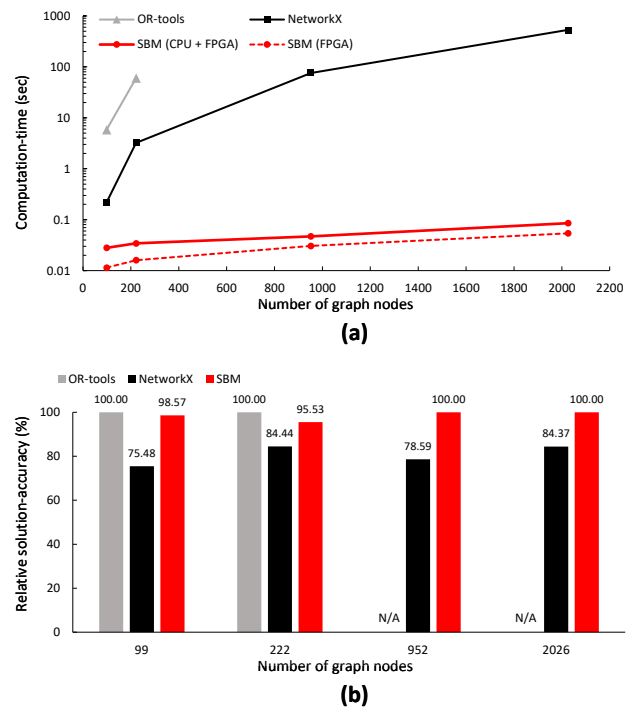 OR-tools NetworkX
SBM (CPU + FPGA) SBM (FPGA)
Computation-time (sec)
1000
100
10
1
0.1
0.01
0 200 400 600 800 1000 1200 1400 1600 1800 2000 2200
Number of graph nodes
(a)
OR-tools NetworkX SBM
100.00 98.57 100.00 95.53 100.00 100.00
75.48 84.44 78.59 84.37
Relative solution-accuracy (%)
100
80
60
40
20
0
N/A N/A
99 222 952 2026
Number of graph nodes
(b)